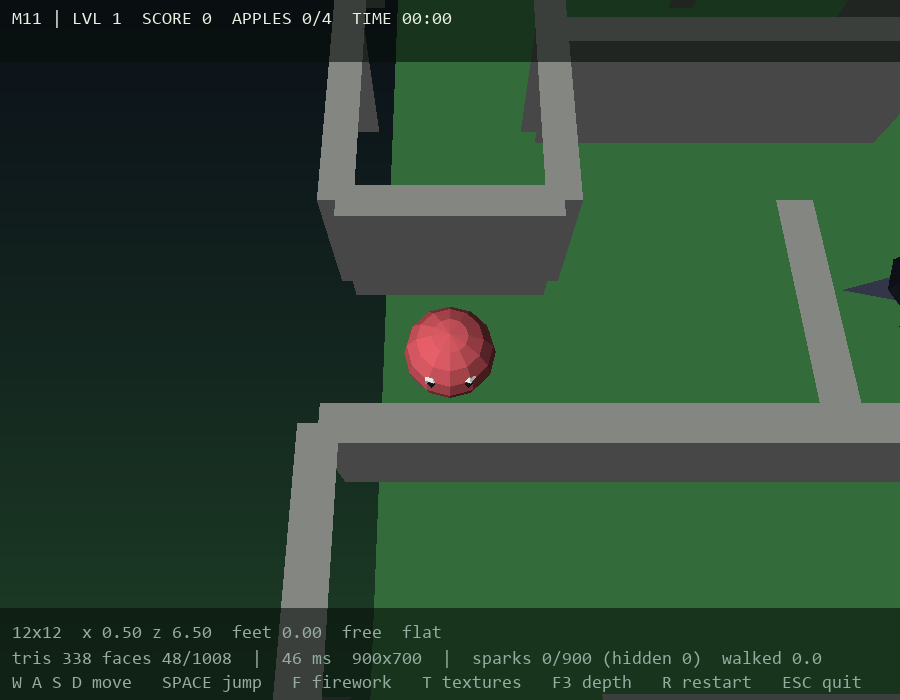 M11 | LVL 1  SCORE 0  APPLES 0/4  TIME 00:00
12x12  x 0.50 z 6.50  feet 0.00  free  flat
tris 338 faces 48/1008  |  46 ms  900x700  |  sparks 0/900 (hidden 0)  walked 0.0
W A S D move   SPACE jump   F firework   T textures   F3 depth   R restart   ESC quit